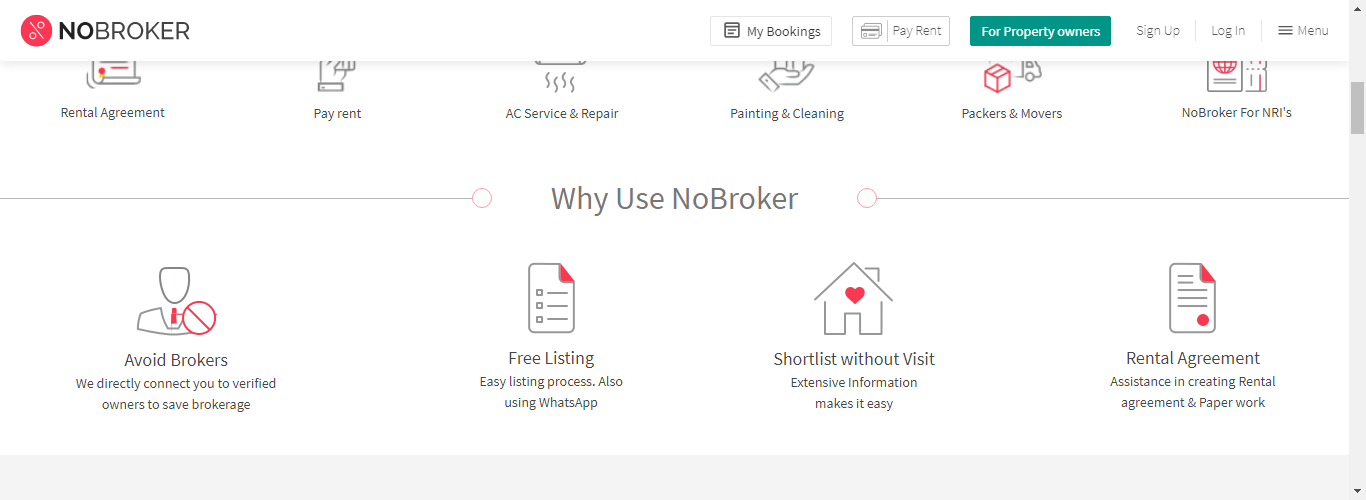 NOBROKER
My Bookings
Pay Rent
For Property owners
Sign Up
Log In
Menu
Rental Agreement
Pay rent
AC Service & Repair
Painting & Cleaning
Packers & Movers
NoBroker For NRI's
Why Use NoBroker
Avoid Brokers
We directly connect you to verified
owners to save brokerage
Free Listing
Easy listing process. Also
using WhatsApp
Shortlist without Visit
Extensive Information
makes it easy
Rental Agreement
Assistance in creating Rental
agreement & Paper work